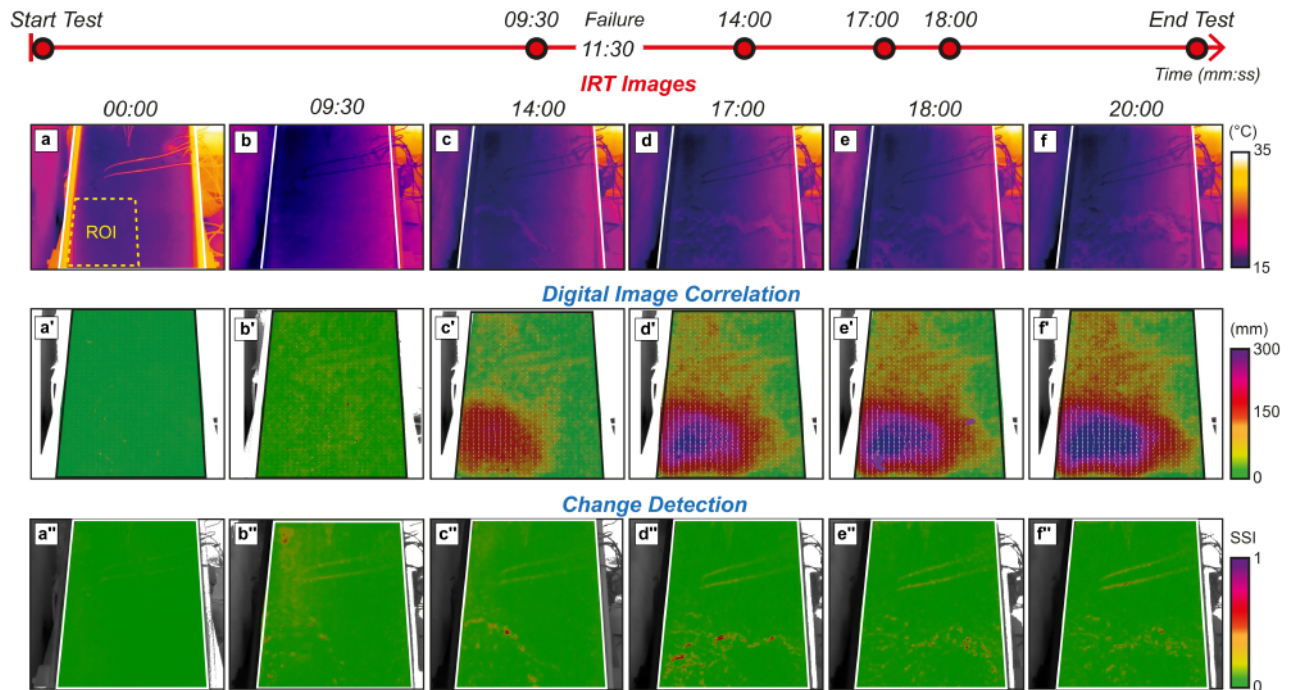 Start Test 09:30 Failure 14:00 17:00 18:00 End Test
11:30
Time (mm:ss)
IRT Images
00:00 09:30 14:00 17:00 18:00 20:00
a b c d e f (°C)
35
ROI
15
Digital Image Correlation
a' b' c' d' e' f' (mm)
300
150
0
Change Detection
a" b" c" d" e" f" SSI
1
0